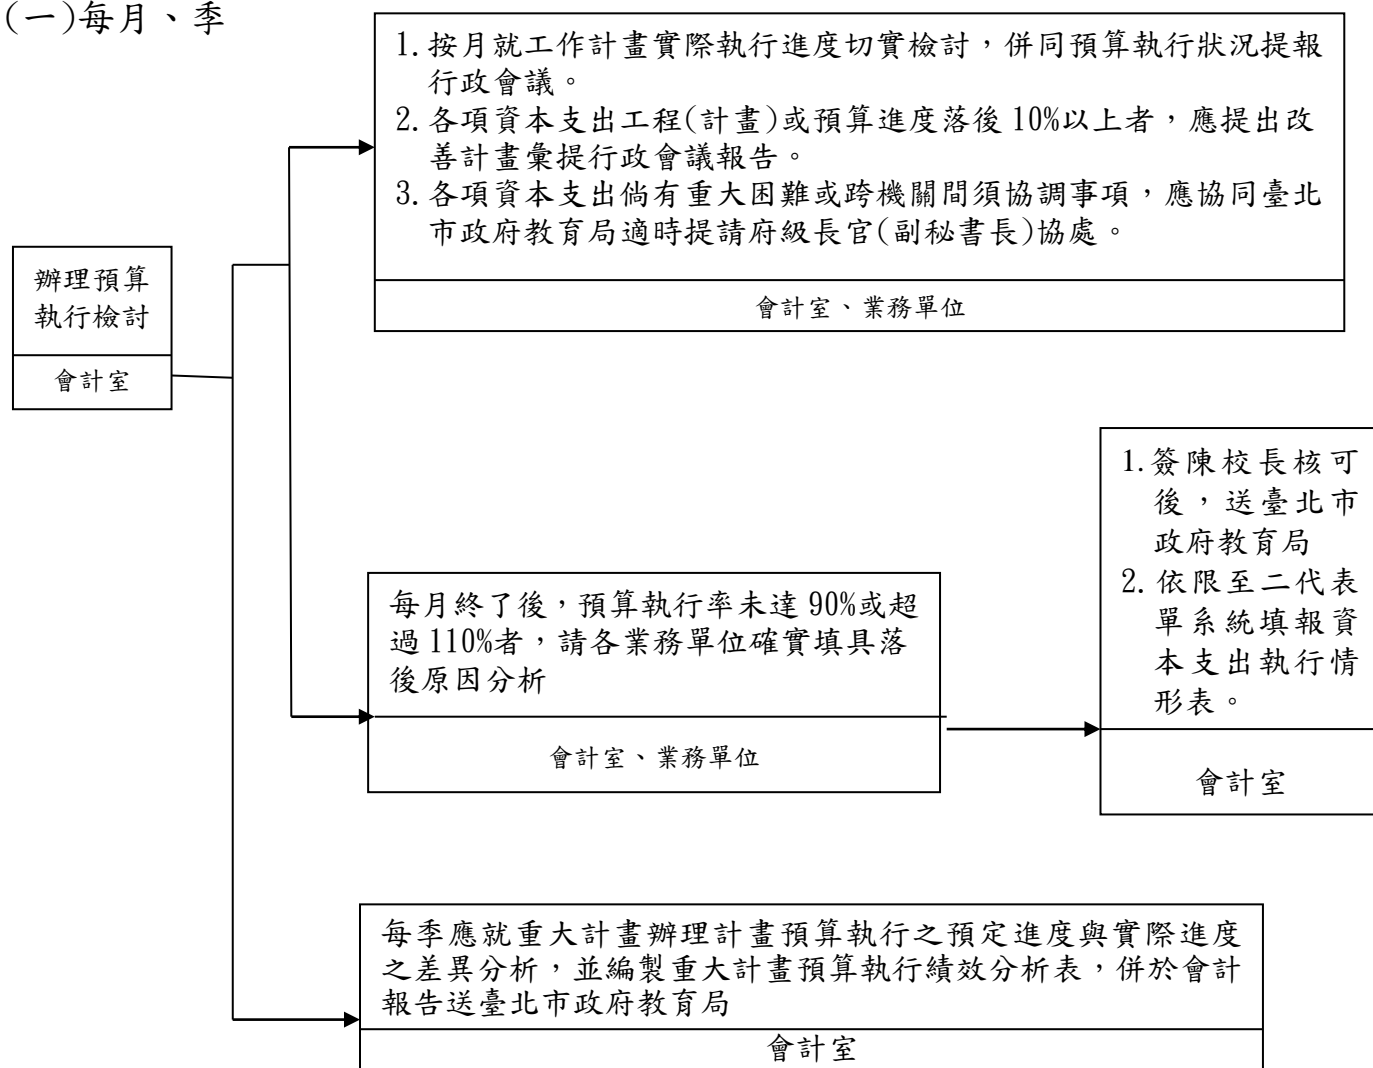 (一)每月、季
1.按月就工作計畫實際執行進度切實檢討，併同預算執行狀況提報
行政會議。
2.各項資本支出工程(計畫)或預算進度落後 10%以上者，應提出改
善計畫彙提行政會議報告。
3.各項資本支出倘有重大困難或跨機關間須協調事項，應協同臺北
市政府教育局適時提請府級長官(副秘書長)協處。
會計室、業務單位
辦理預算
執行檢討
會計室
每月終了後，預算執行率未達 90%或超
過 110%者，請各業務單位確實填具落
後原因分析
會計室、業務單位
1.簽陳校長核可
後，送臺北市
政府教育局
2.依限至二代表
單系統填報資
本支出執行情
形表。
會計室
每季應就重大計畫辦理計畫預算執行之預定進度與實際進度
之差異分析，並編製重大計畫預算執行績效分析表，併於會計
報告送臺北市政府教育局
會計室